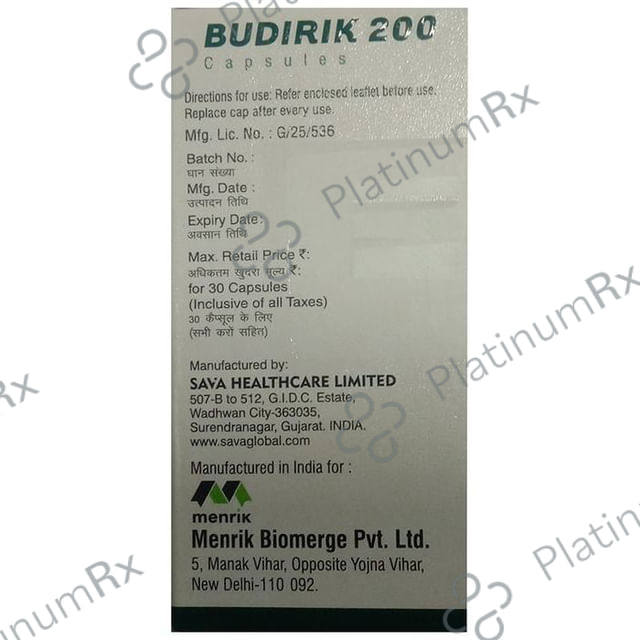 BUDIRIK 200
Capsules
Directions for use: Refer enclosed leaflet before use.
Replace cap after every use.
Mfg. Lic. No. : G/25/536
Batch No. :
घान संख्या
Mfg. Date :
उत्पादन तिथि
Expiry Date:
अवसान तिथि
Max. Retail Price ₹:
अधिकतम खुदरा मूल्य ₹:
for 30 Capsules
(Inclusive of all Taxes)
30 कैप्सूल के लिए
(सभी करों सहित)
Manufactured by:
SAVA HEALTHCARE LIMITED
507-B to 512, G.I.D.C. Estate,
Wadhwan City-363035,
Surendranagar, Gujarat. INDIA.
www.savaglobal.com
Manufactured in India for :
menrik
Menrik Biomerge Pvt. Ltd.
5, Manak Vihar, Opposite Yojna Vihar,
New Delhi-110 092.
PlatinumRx
PlatinumRx
Rx
PlatinumRx
inumRx
Platinum